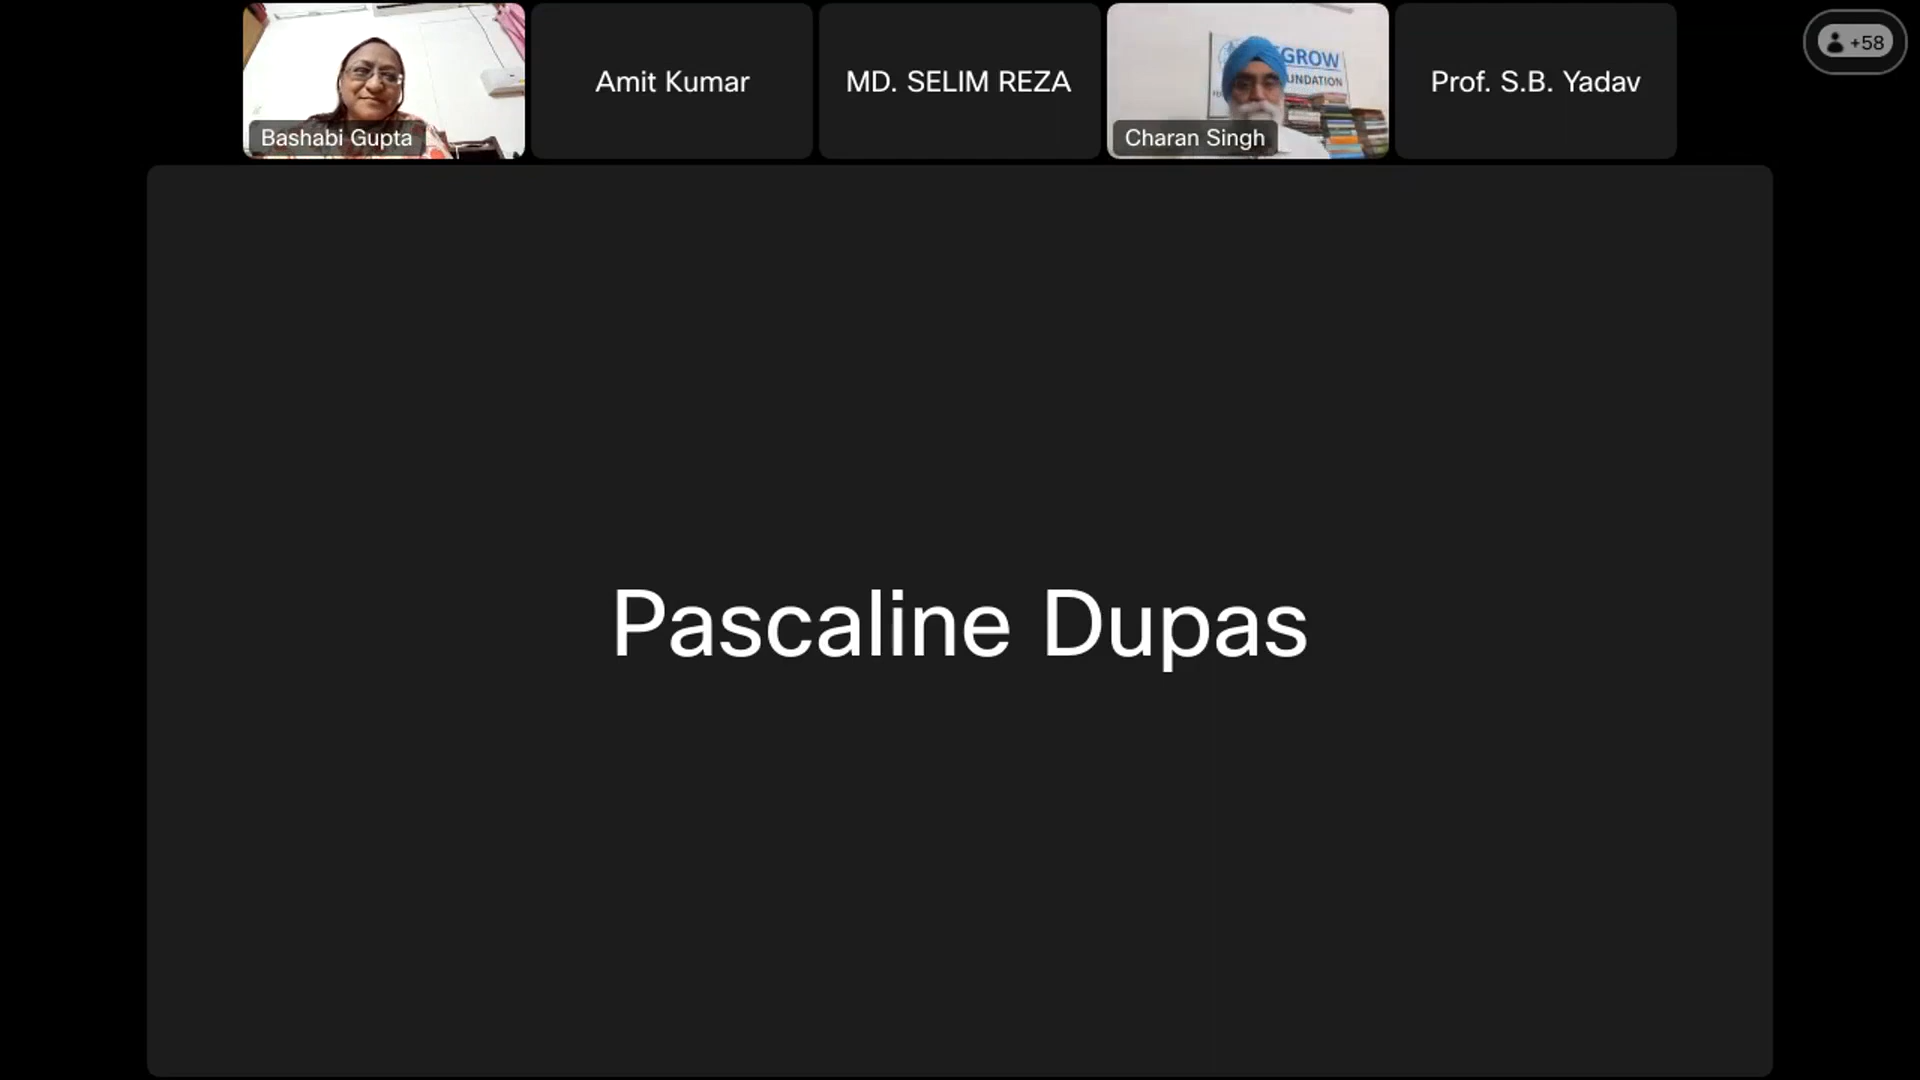 Bashabi Gupta
Amit Kumar
MD. SELIM REZA
GROW
UNDATION
Charan Singh
Prof. S.B. Yadav
+58
Pascaline Dupas